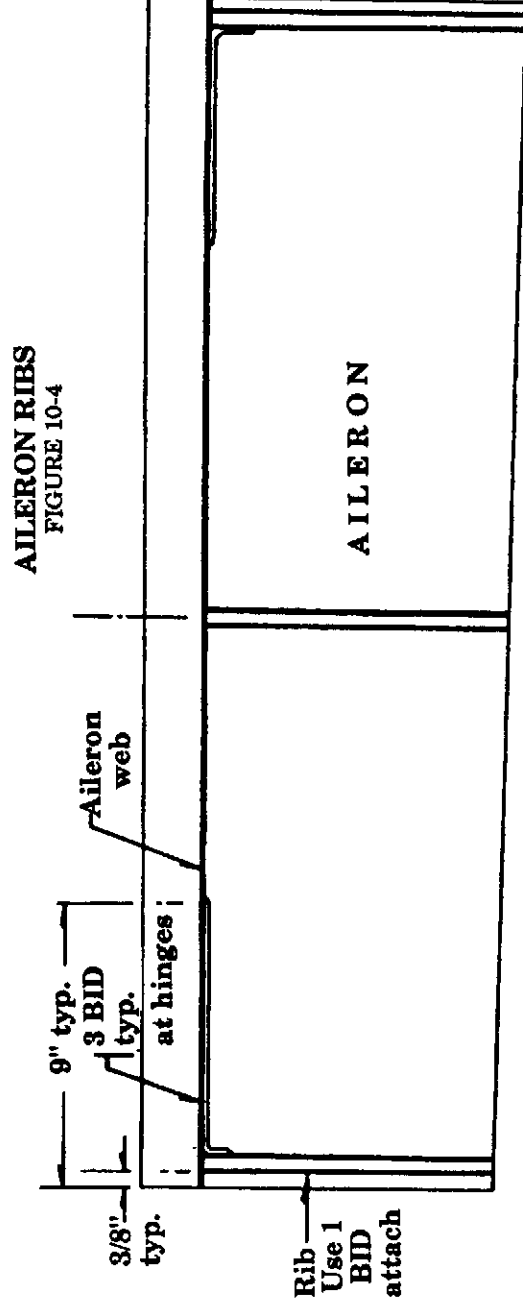 AILERON RIBS
FIGURE 10-4
Aileron
web
9" typ.
3 BID
typ.
at hinges
3/8"
typ.
AILERON
Rib
Use 1
BID
attach